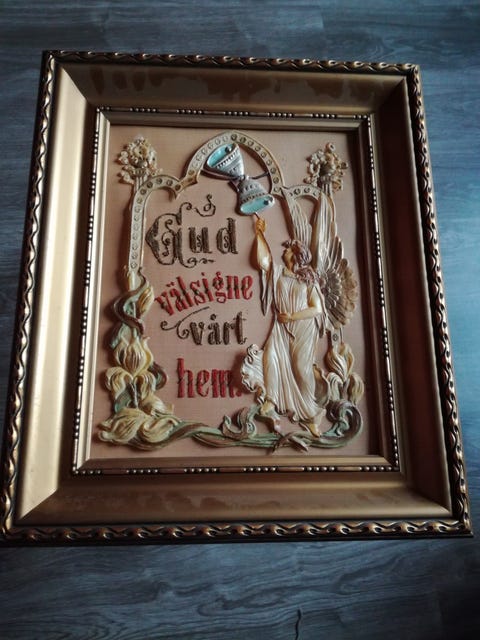 Gud
välsigne
vårt
hem.